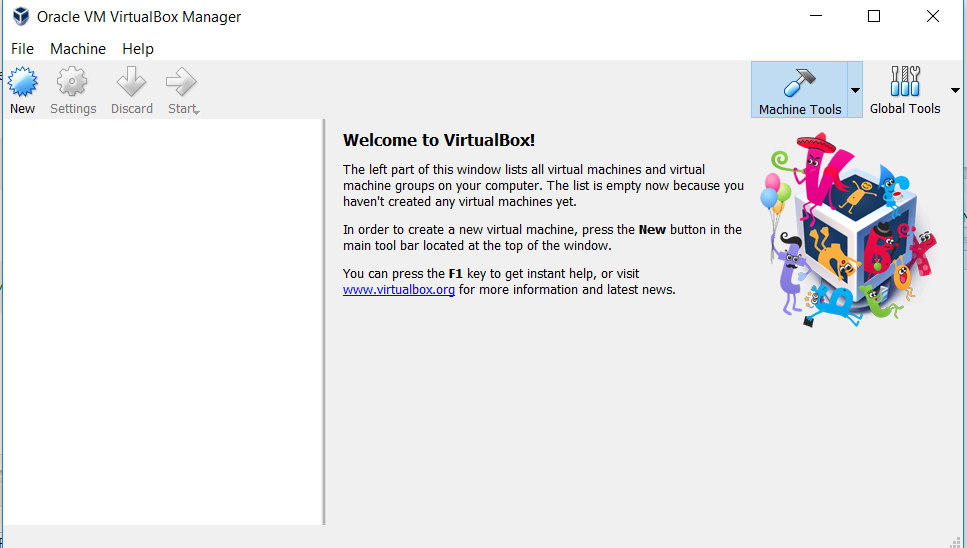 Oracle VM VirtualBox Manager
File Machine Help
New Settings Discard Start Machine Tools Global Tools
Welcome to VirtualBox!
The left part of this window lists all virtual machines and virtual
machine groups on your computer. The list is empty now because you
haven't created any virtual machines yet.
In order to create a new virtual machine, press the New button in the
main tool bar located at the top of the window.
You can press the F1 key to get instant help, or visit
www.virtualbox.org for more information and latest news.